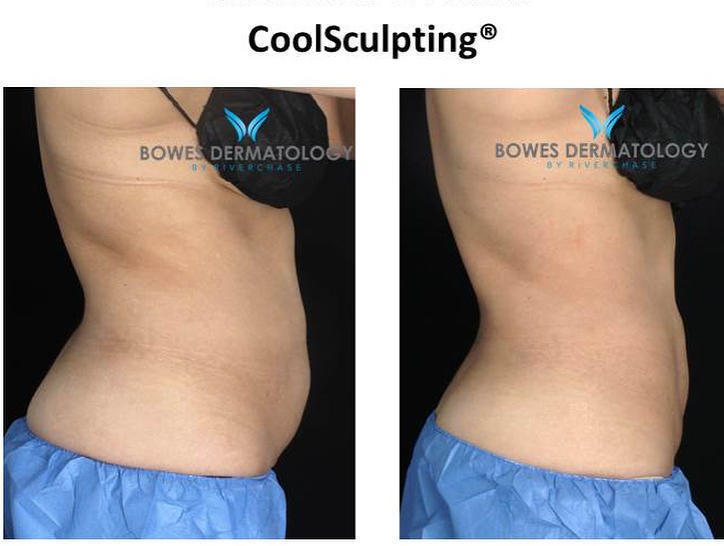 CoolSculpting®
BOWES DERMATOLOGY
BY RIVERCHASE
BOWES DERMATOLOGY
BY RIVERCHASE